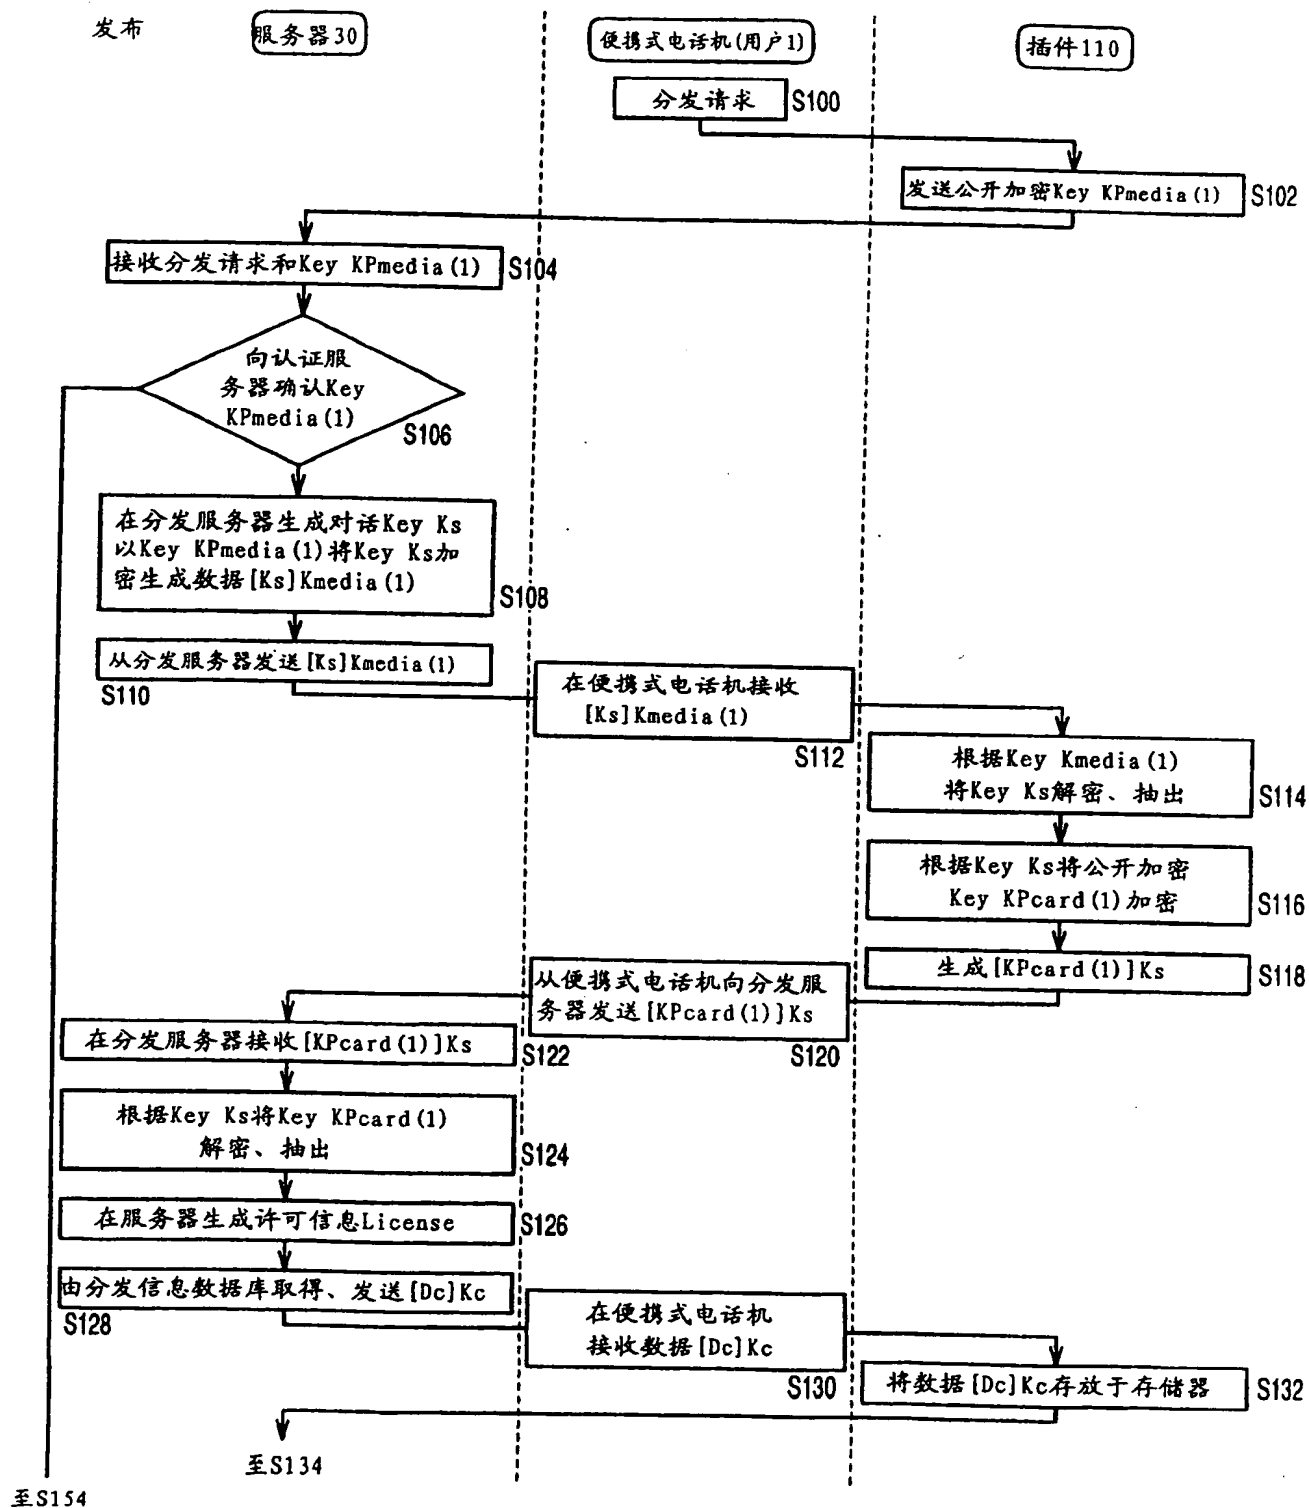 发布
服务器30
便携式电话机(用户1)
插件110
分发请求
S100
发送公开加密Key KPmedia(1)
S102
接收分发请求和Key KPmedia(1)
S104
向认证服
务器确认Key
KPmedia(1)
S106
在分发服务器生成对话Key Ks
以Key KPmedia(1)将Key Ks加
密生成数据[Ks]Kmedia(1)
S108
从分发服务器发送[Ks]Kmedia(1)
S110
在便携式电话机接收
[Ks]Kmedia(1)
S112
根据Key Kmedia(1)
将Key Ks解密、抽出
S114
根据Key Ks将公开加密
Key KPcard(1)加密
S116
生成[KPcard(1)]Ks
S118
从便携式电话机向分发服
务器发送[KPcard(1)]Ks
S120
在分发服务器接收[KPcard(1)]Ks
S122
根据Key Ks将Key KPcard(1)
解密、抽出
S124
在服务器生成许可信息License
S126
由分发信息数据库取得、发送[Dc]Kc
S128
在便携式电话机
接收数据[Dc]Kc
S130
将数据[Dc]Kc存放于存储器
S132
至S134
至S154